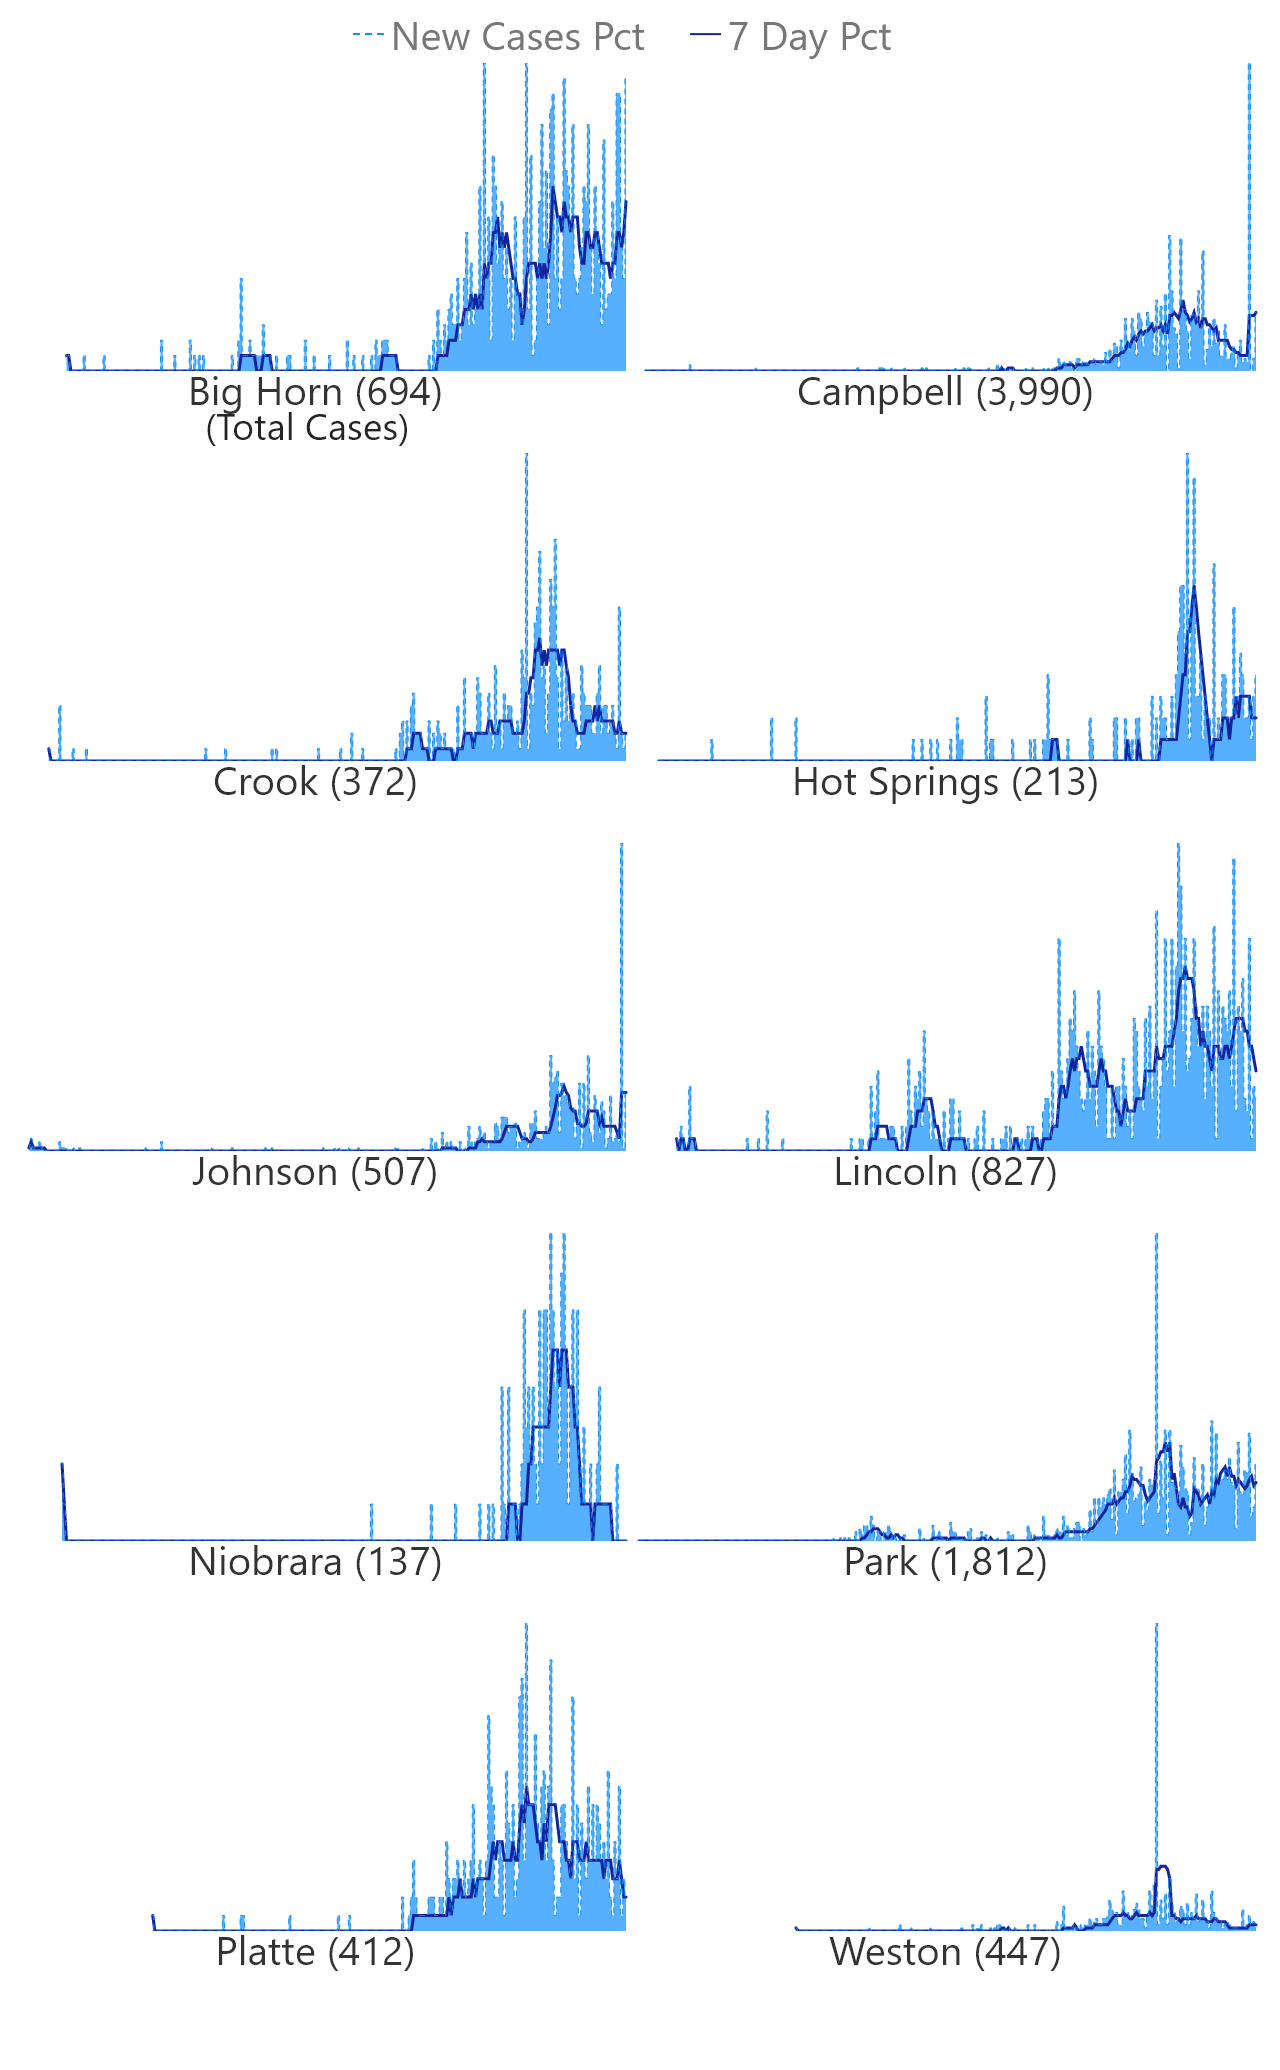 New Cases Pct 7 Day Pct
Big Horn (694) Campbell (3,990)
(Total Cases)
Crook (372) Hot Springs (213)
Johnson (507) Lincoln (827)
Niobrara (137) Park (1,812)
Platte (412) Weston (447)